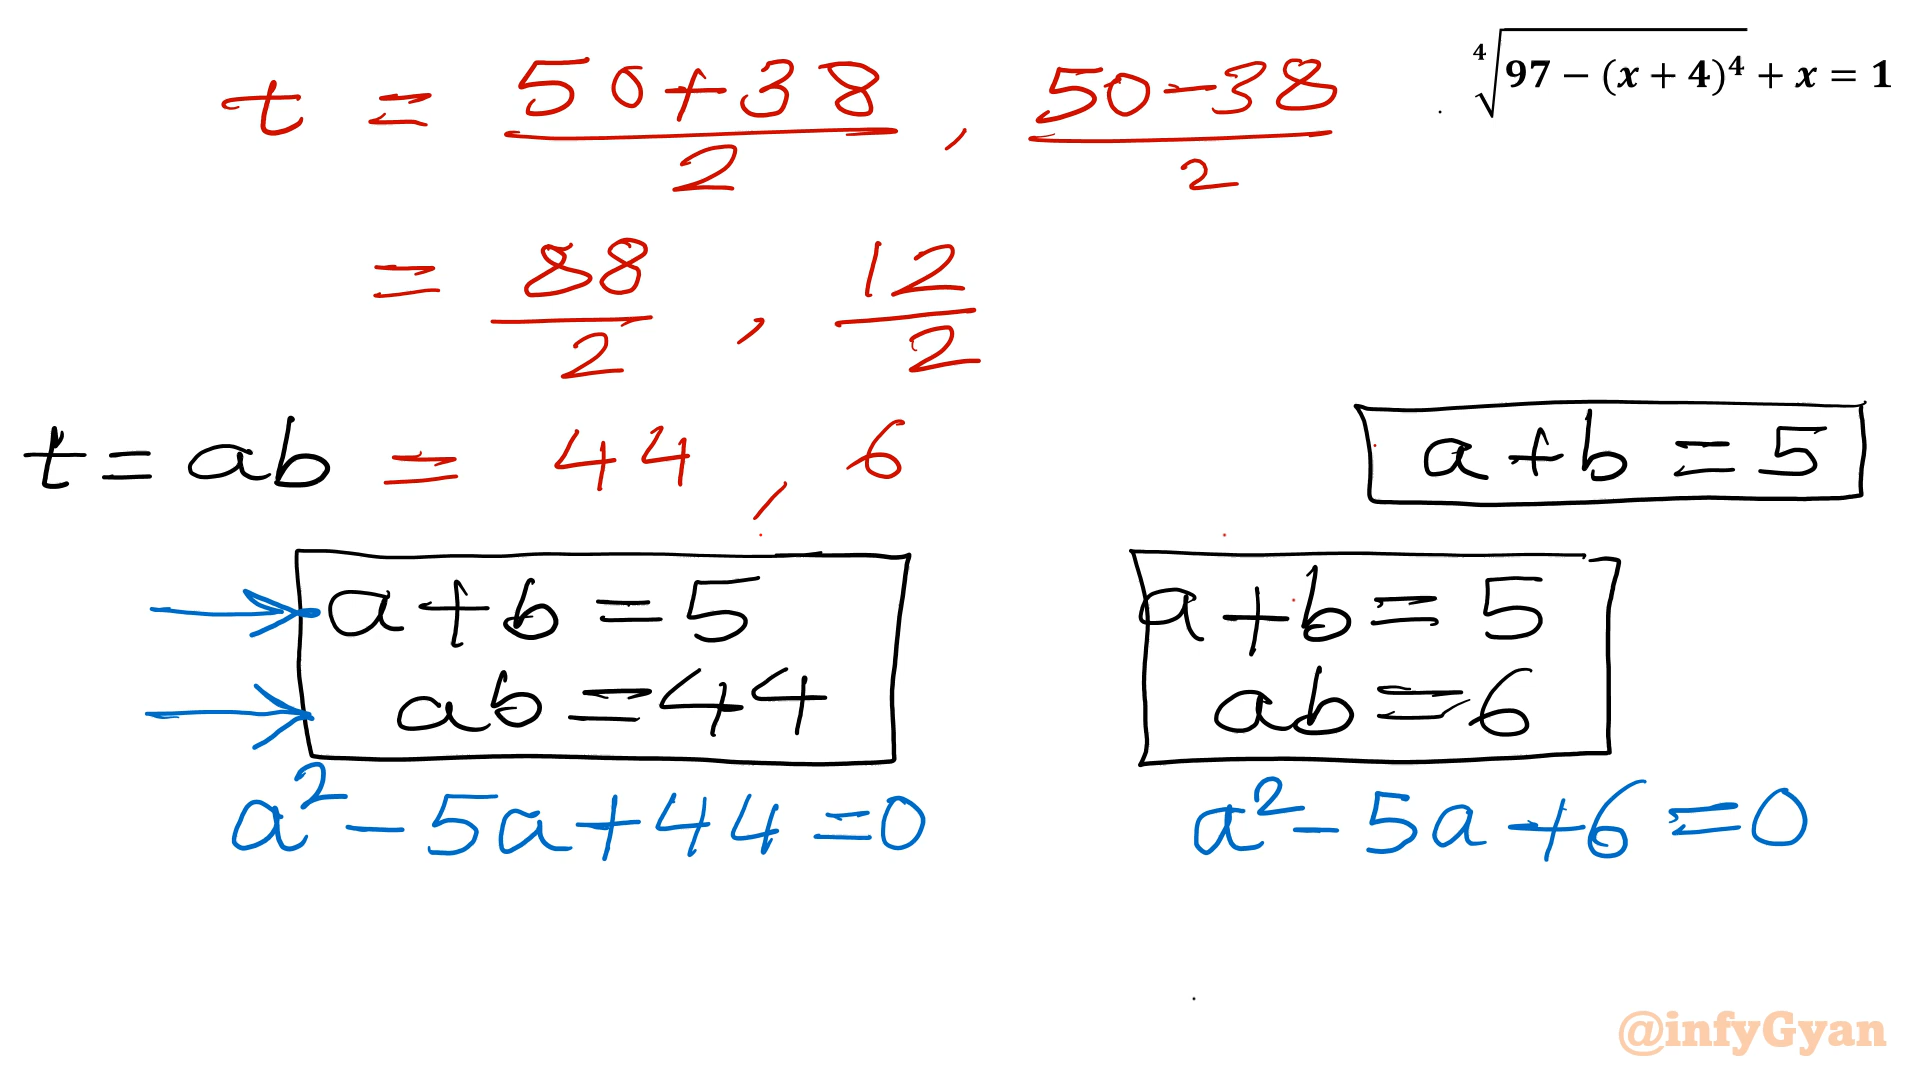 ∜(97 − (x + 4)⁴) + x = 1
t = (50+38)/2 , (50-38)/2
= 88/2 , 12/2
t = ab = 44 , 6
a+b = 5
a+b = 5
ab = 44
a+b = 5
ab = 6
a² - 5a + 44 = 0
a² - 5a + 6 = 0
@infyGyan